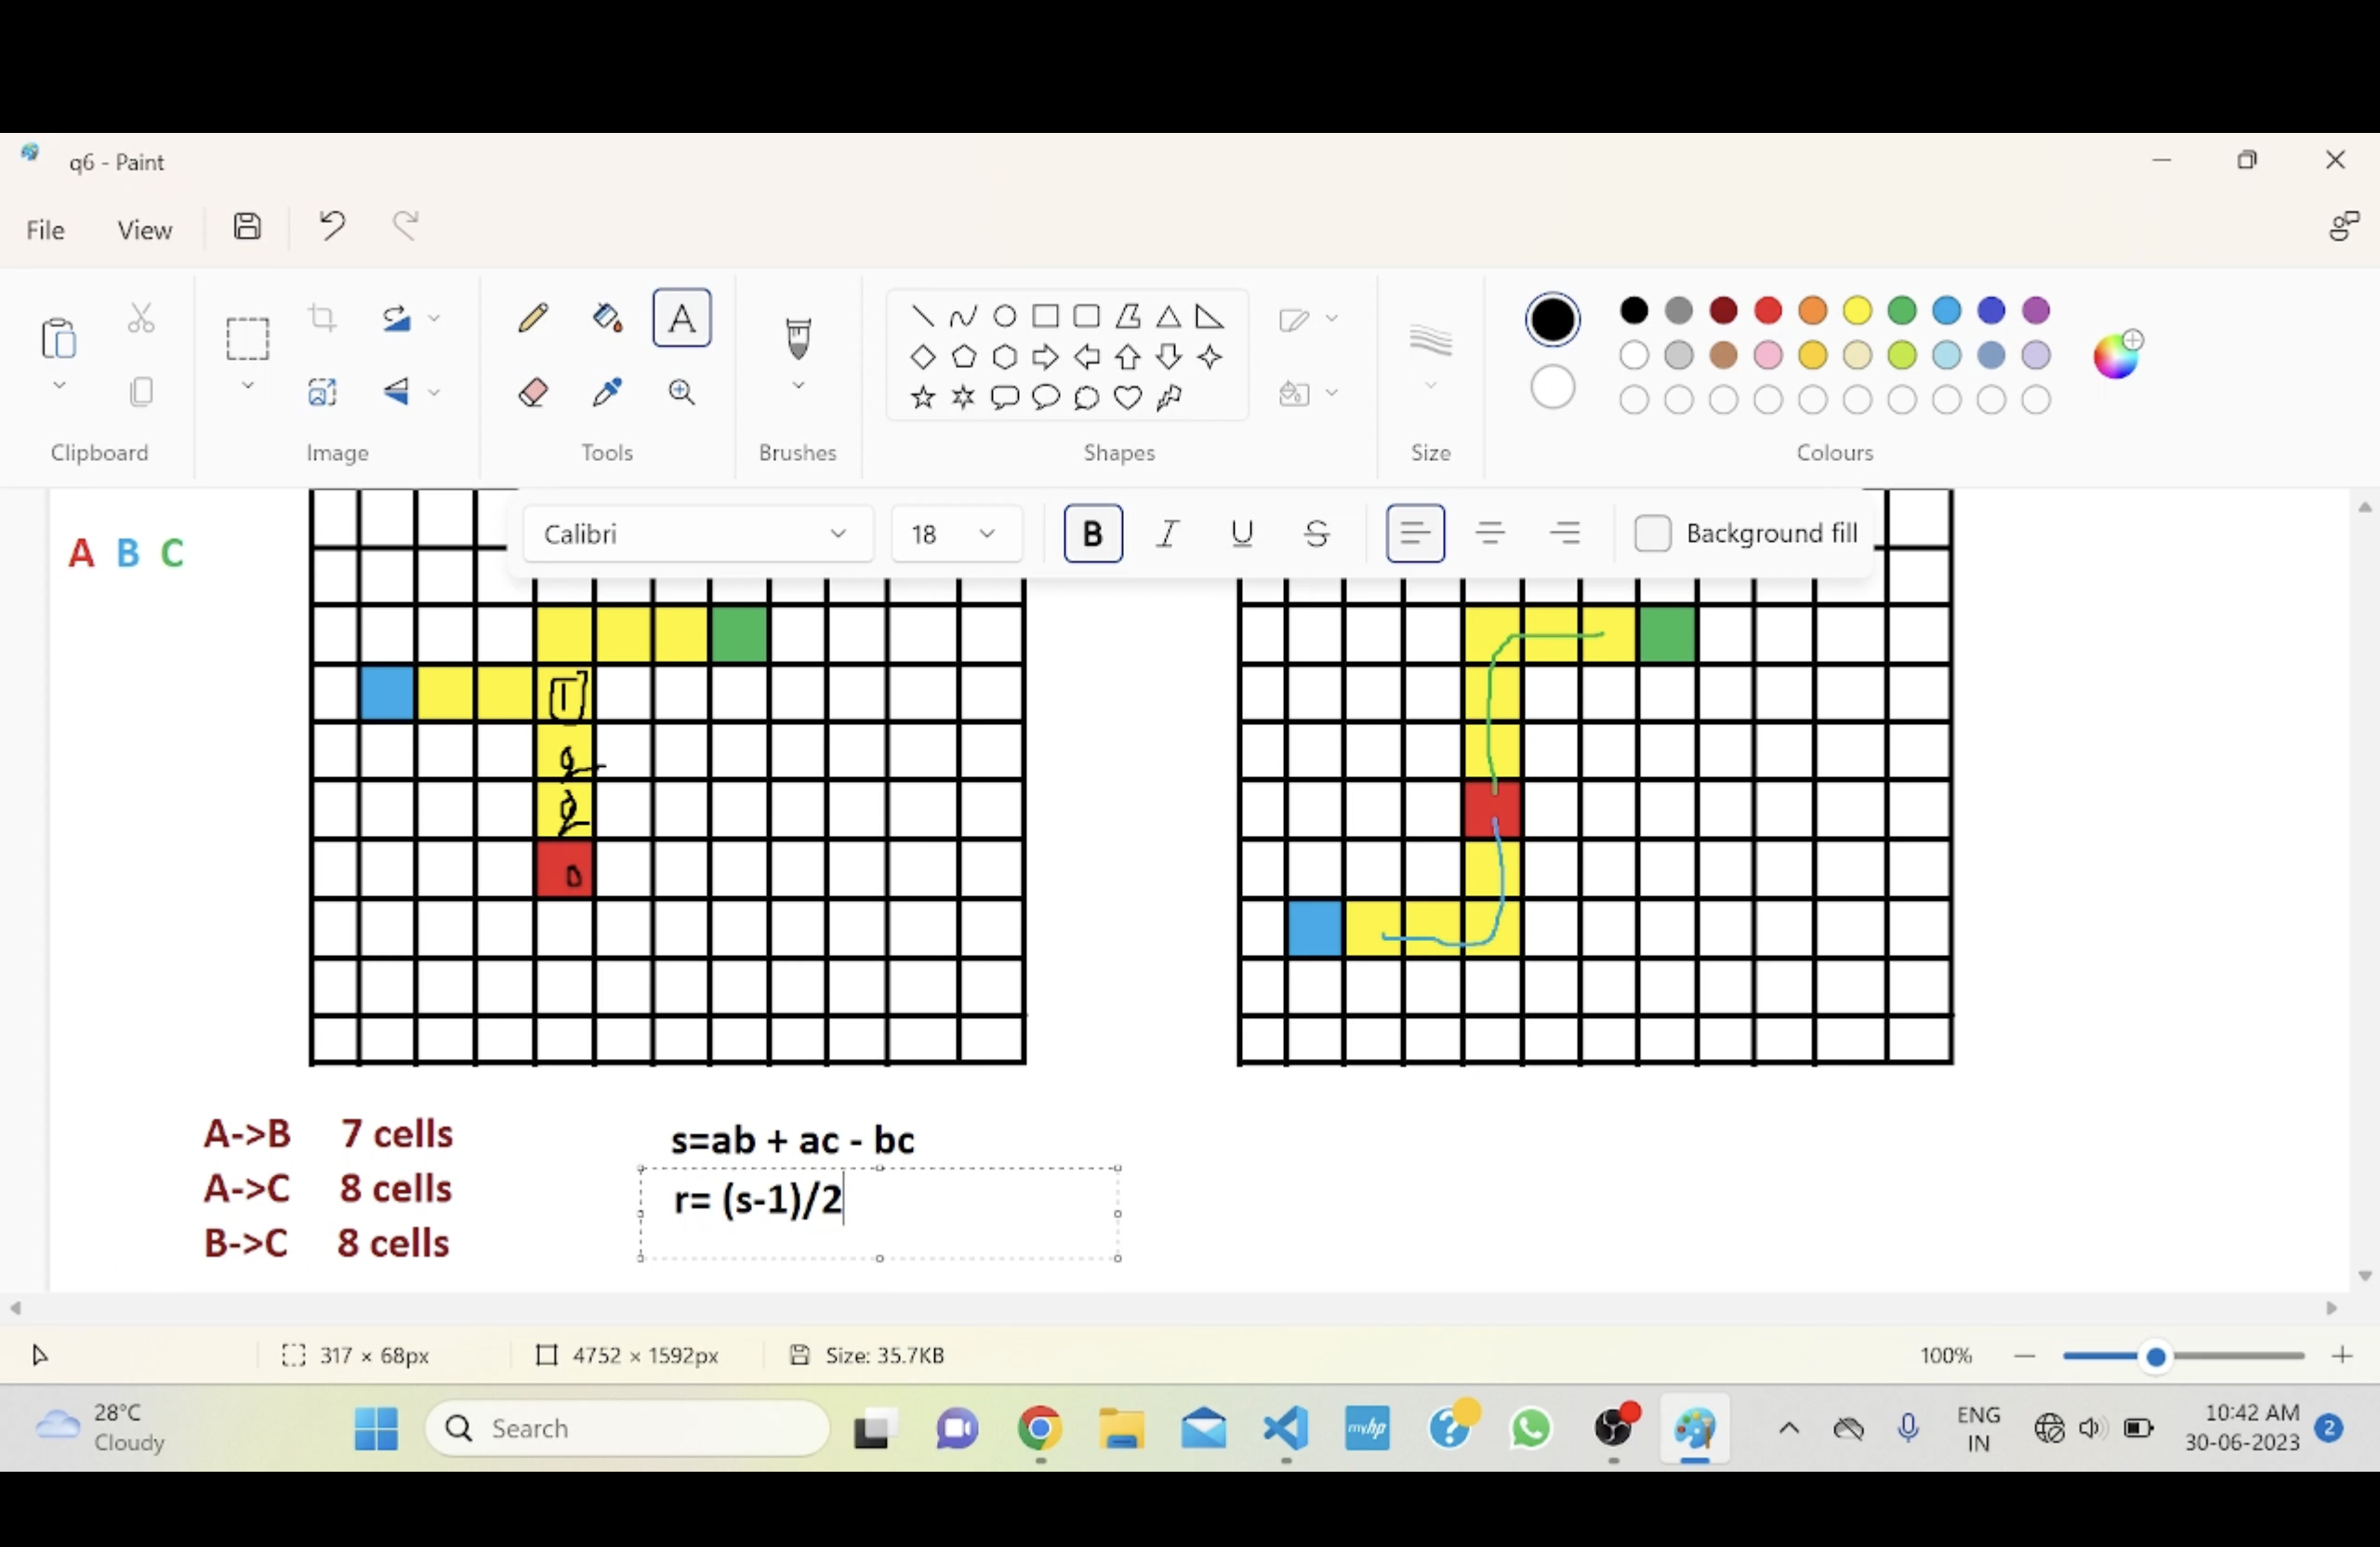 q6 - Paint
File View
Clipboard Image Tools Brushes Shapes Size Colours
Calibri 18 B I U S Background fill
A B C
1
0
A->B 7 cells
A->C 8 cells
B->C 8 cells
s=ab + ac - bc
r= (s-1)/2
317 × 68px 4752 × 1592px Size: 35.7KB 100%
28°C
Cloudy
Search
myhp
ENG
IN
10:42 AM
30-06-2023
2